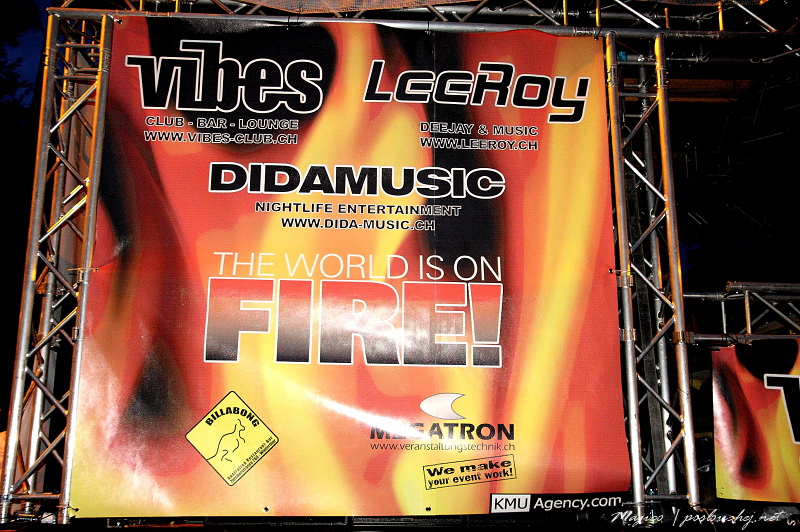 vibes
CLUB - BAR - LOUNGE
WWW.VIBES-CLUB.CH
LEEROY
DEEJAY & MUSIC
WWW.LEEROY.CH
DIDAMUSIC
NIGHTLIFE ENTERTAINMENT
WWW.DIDA-MUSIC.CH
THE WORLD IS ON
FIRE!
BILLABONG
MEGATRON
www.veranstaltungstechnik.ch
We make
your event work!
KMU Agency.com